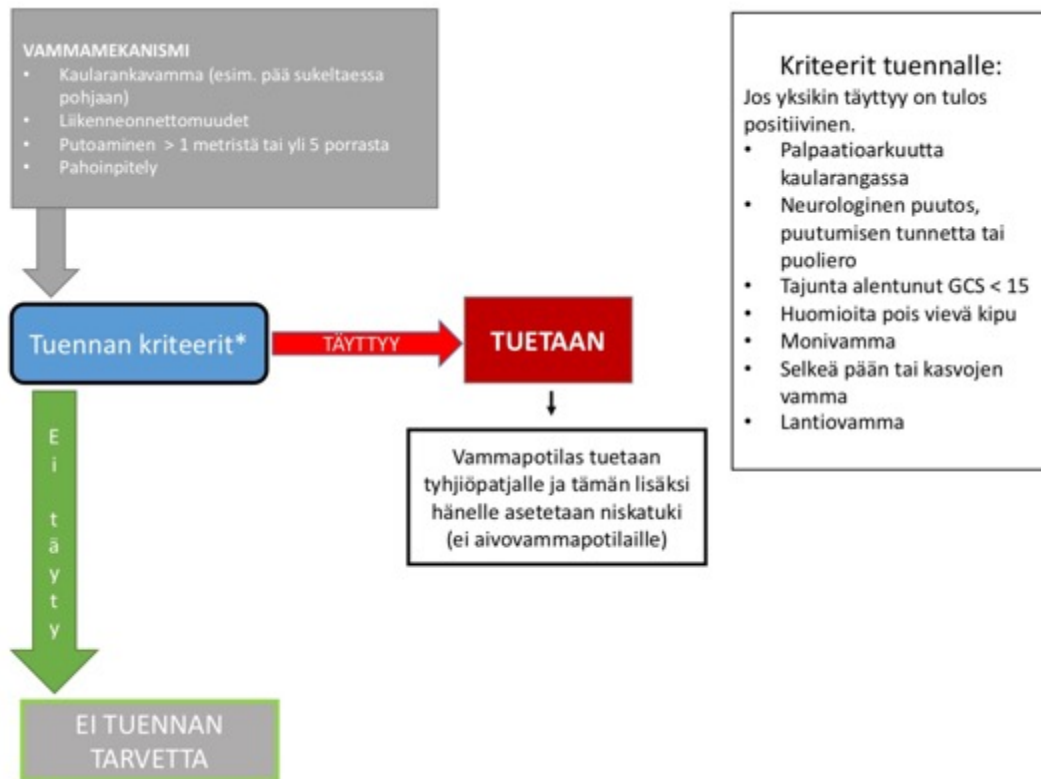 VAMMAMEKANISMI
• Kaularankavamma (esim. pää sukeltaessa
pohjaan)
• Liikenneonnettomuudet
• Putoaminen > 1 metristä tai yli 5 porrasta
• Pahoinpitely
Tuennan kriteerit*
TÄYTTYY
TUETAAN
Vammapotilas tuetaan
tyhjiöpatjalle ja tämän lisäksi
hänelle asetetaan niskatuki
(ei aivovammapotilaille)
Ei täyty
EI TUENNAN
TARVETTA
Kriteerit tuennalle:
Jos yksikin täyttyy on tulos
positiivinen.
• Palpaatioarkuutta
kaularangassa
• Neurologinen puutos,
puutumisen tunnetta tai
puoliero
• Tajunta alentunut GCS < 15
• Huomioita pois vievä kipu
• Monivamma
• Selkeä pään tai kasvojen
vamma
• Lantiovamma